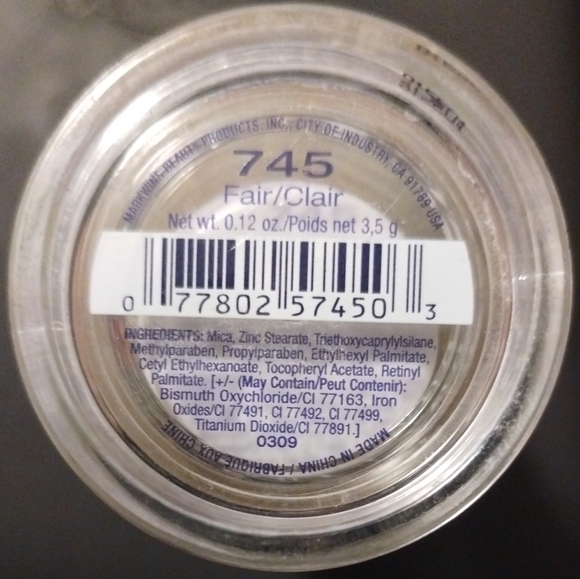 MARKWINS BEAUTY PRODUCTS, INC., CITY OF INDUSTRY, CA 91789 USA
745
Fair/Clair
Net wt. 0.12 oz./Poids net 3,5 g
0 77802 57450 3
INGREDIENTS: Mica, Zinc Stearate, Triethoxycaprylylsilane,
Methylparaben, Propylparaben, Ethylhexyl Palmitate,
Cetyl Ethylhexanoate, Tocopheryl Acetate, Retinyl
Palmitate. [+/- (May Contain/Peut Contenir):
Bismuth Oxychloride/CI 77163, Iron
Oxides/CI 77491, CI 77492, CI 77499,
Titanium Dioxide/CI 77891.]
0309
MADE IN CHINA / FABRIQUÉ AUX CHINE